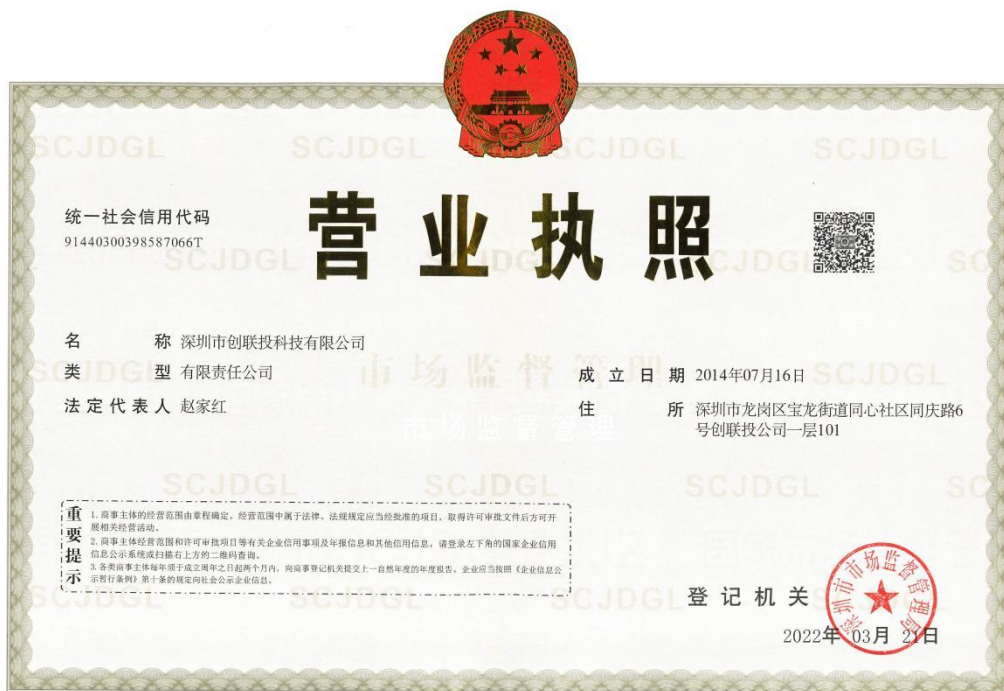 统一社会信用代码
91440300398587066T
营业执照
名称 深圳市创联投科技有限公司
类型 有限责任公司
法定代表人 赵家红
成立日期 2014年07月16日
住所 深圳市龙岗区宝龙街道同心社区同庆路6
号创联投公司一层101
重要提示
1. 商事主体的经营范围由章程确定。经营范围中属于法律、法规规定应当经批准的项目，取得许可审批文件后方可开
展相关经营活动。
2. 商事主体经营范围和许可审批项目等有关企业信用事项及年报信息和其他信用信息，请登录左下角的国家企业信用
信息公示系统或扫描右上方的二维码查询。
3. 各类商事主体每年须于成立周年之日起两个月内，向商事登记机关提交上一自然年度的年度报告。企业应当按照《企业信息公
示暂行条例》第十条的规定向社会公示企业信息。
登记机关
深圳市市场监督管理局
2022年 03月 21日
SCJDGL
市场监督管理
市场监督管理